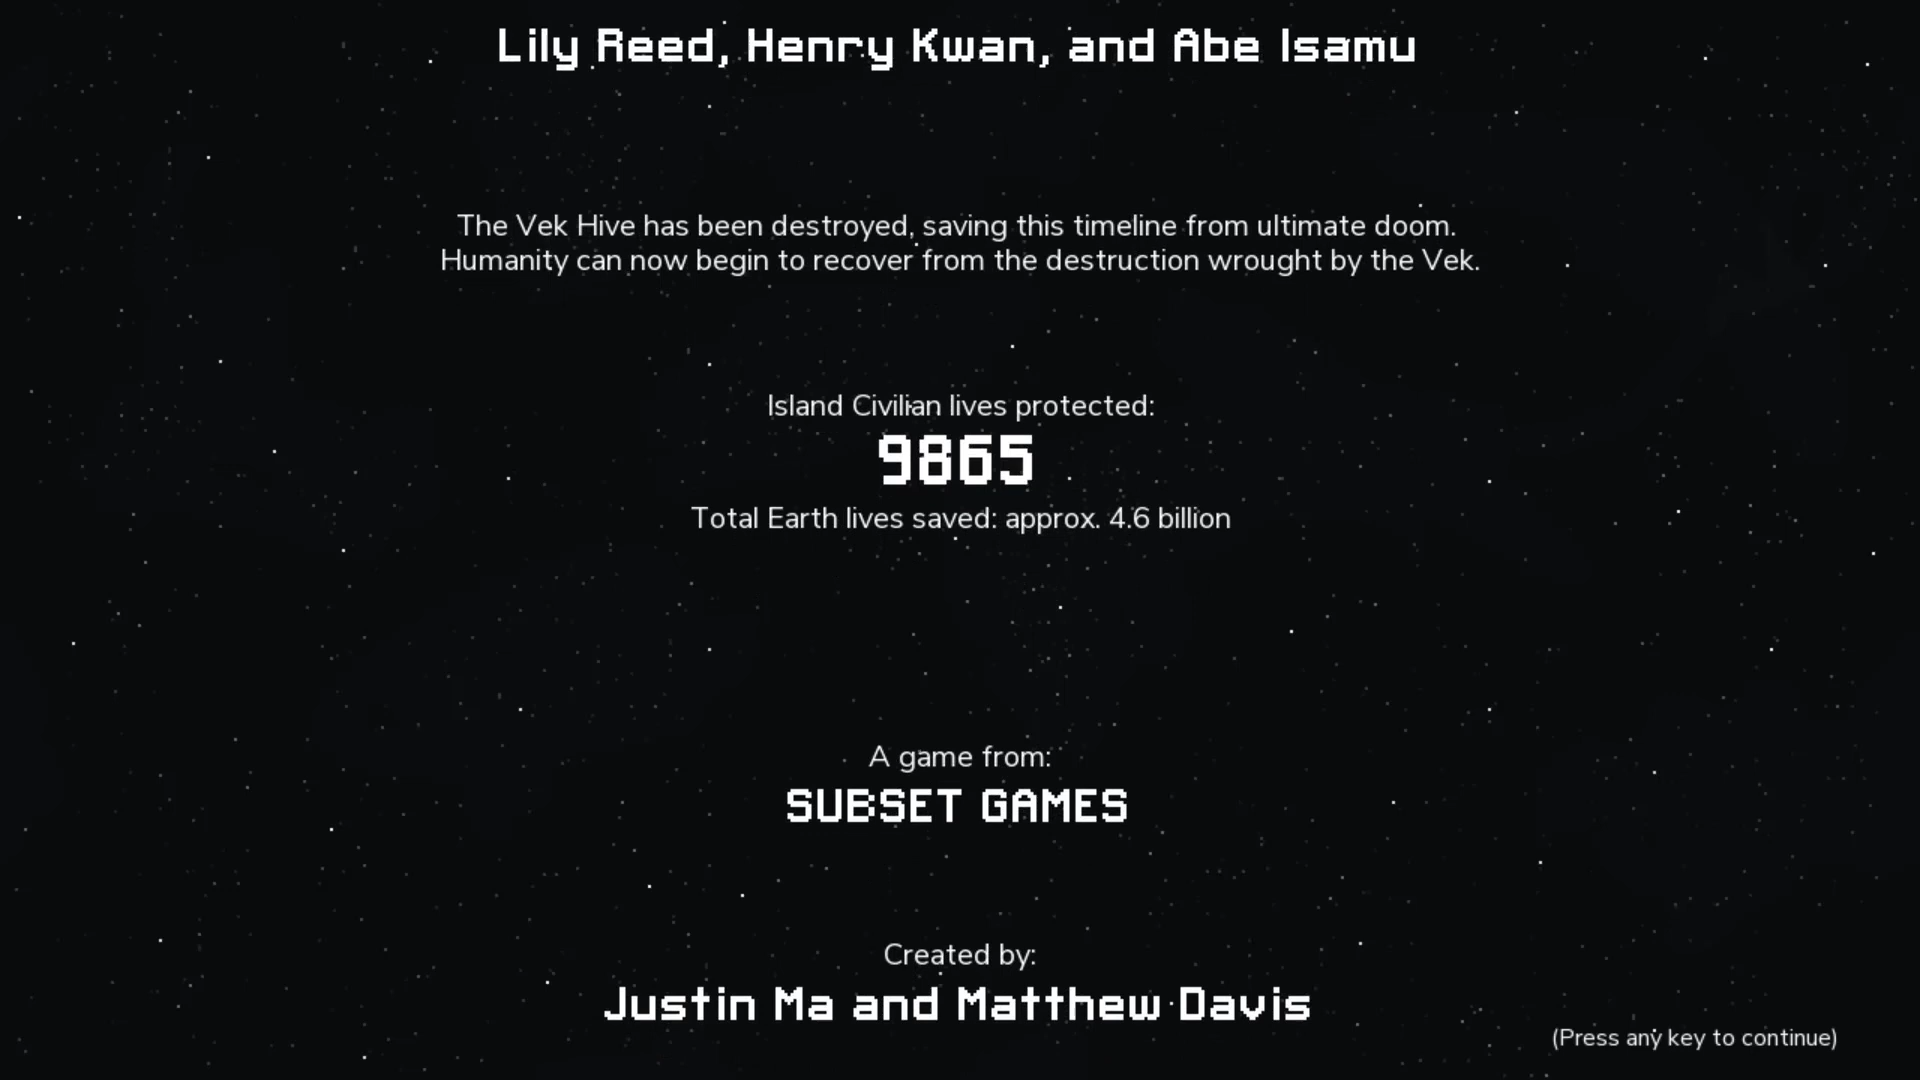 Lily Reed, Henry Kwan, and Abe Isamu
The Vek Hive has been destroyed, saving this timeline from ultimate doom.
Humanity can now begin to recover from the destruction wrought by the Vek.
Island Civilian lives protected:
9865
Total Earth lives saved: approx. 4.6 billion
A game from:
SUBSET GAMES
Created by:
Justin Ma and Matthew Davis
(Press any key to continue)